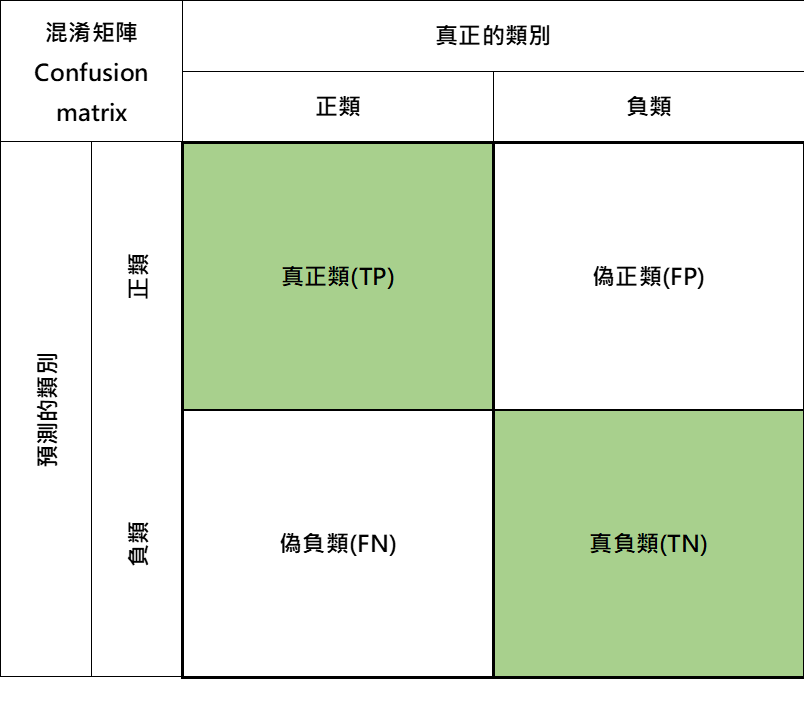 混淆矩陣
Confusion
matrix
真正的類別
正類
負類
預測的類別
正類
真正類(TP)
偽正類(FP)
負類
偽負類(FN)
真負類(TN)